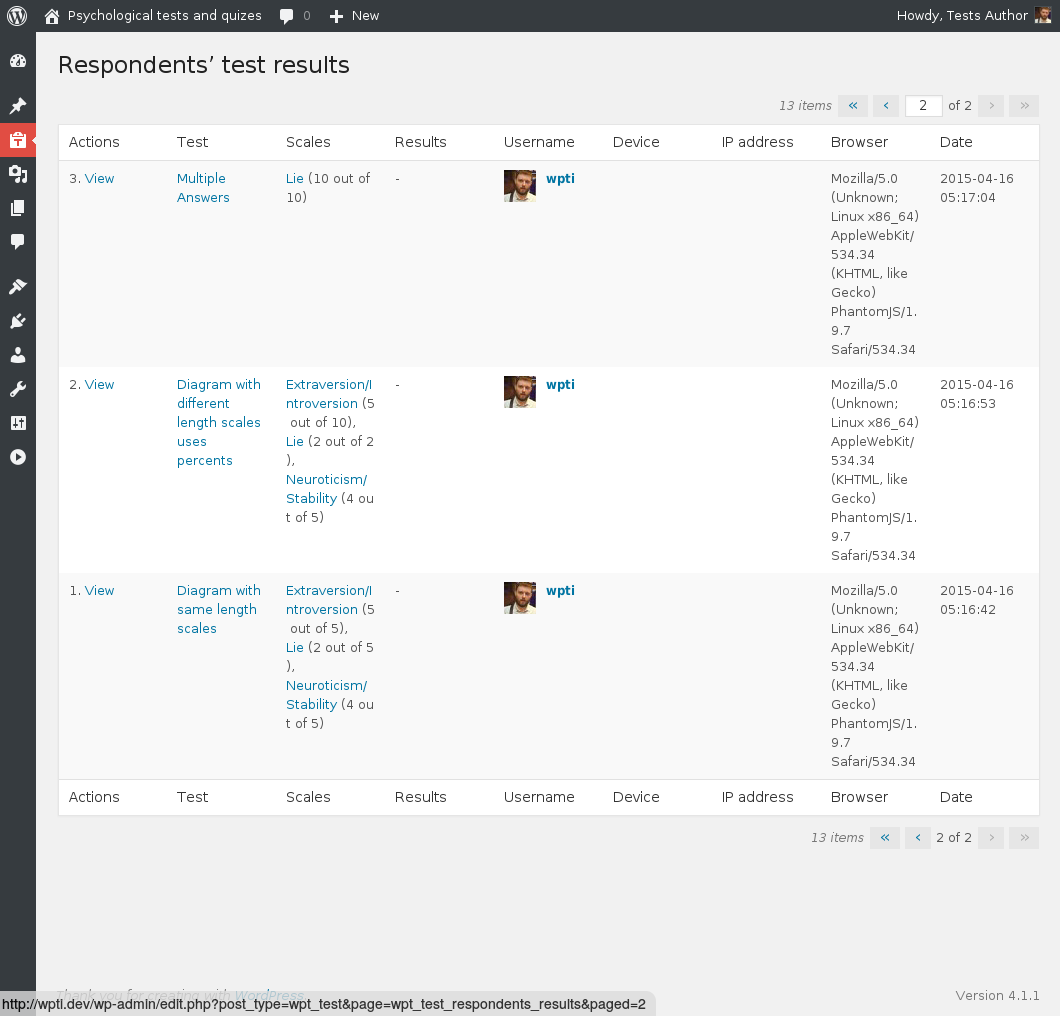 Psychological tests and quizes 0 + New Howdy, Tests Author
Respondents’ test results
13 items « ‹ 2 of 2 › »
Actions Test Scales Results Username Device IP address Browser Date
3. View Multiple Lie (10 out of - wpti Mozilla/5.0 2015-04-16
Answers 10) (Unknown; 05:17:04
Linux x86_64)
AppleWebKit/
534.34
(KHTML, like
Gecko)
PhantomJS/1.
9.7
Safari/534.34
2. View Diagram with Extraversion/I - wpti Mozilla/5.0 2015-04-16
different ntroversion (5 (Unknown; 05:16:53
length scales out of 10), Linux x86_64)
uses Lie (2 out of 2 AppleWebKit/
percents ), 534.34
Neuroticism/ (KHTML, like
Stability (4 ou Gecko)
t of 5) PhantomJS/1.
9.7
Safari/534.34
1. View Diagram with Extraversion/I - wpti Mozilla/5.0 2015-04-16
same length ntroversion (5 (Unknown; 05:16:42
scales out of 5), Linux x86_64)
Lie (2 out of 5 AppleWebKit/
), 534.34
Neuroticism/ (KHTML, like
Stability (4 ou Gecko)
t of 5) PhantomJS/1.
9.7
Safari/534.34
Actions Test Scales Results Username Device IP address Browser Date
13 items « ‹ 2 of 2 › »
Thank you for creating with WordPress. Version 4.1.1
http://wpti.dev/wp-admin/edit.php?post_type=wpt_test&page=wpt_test_respondents_results&paged=2